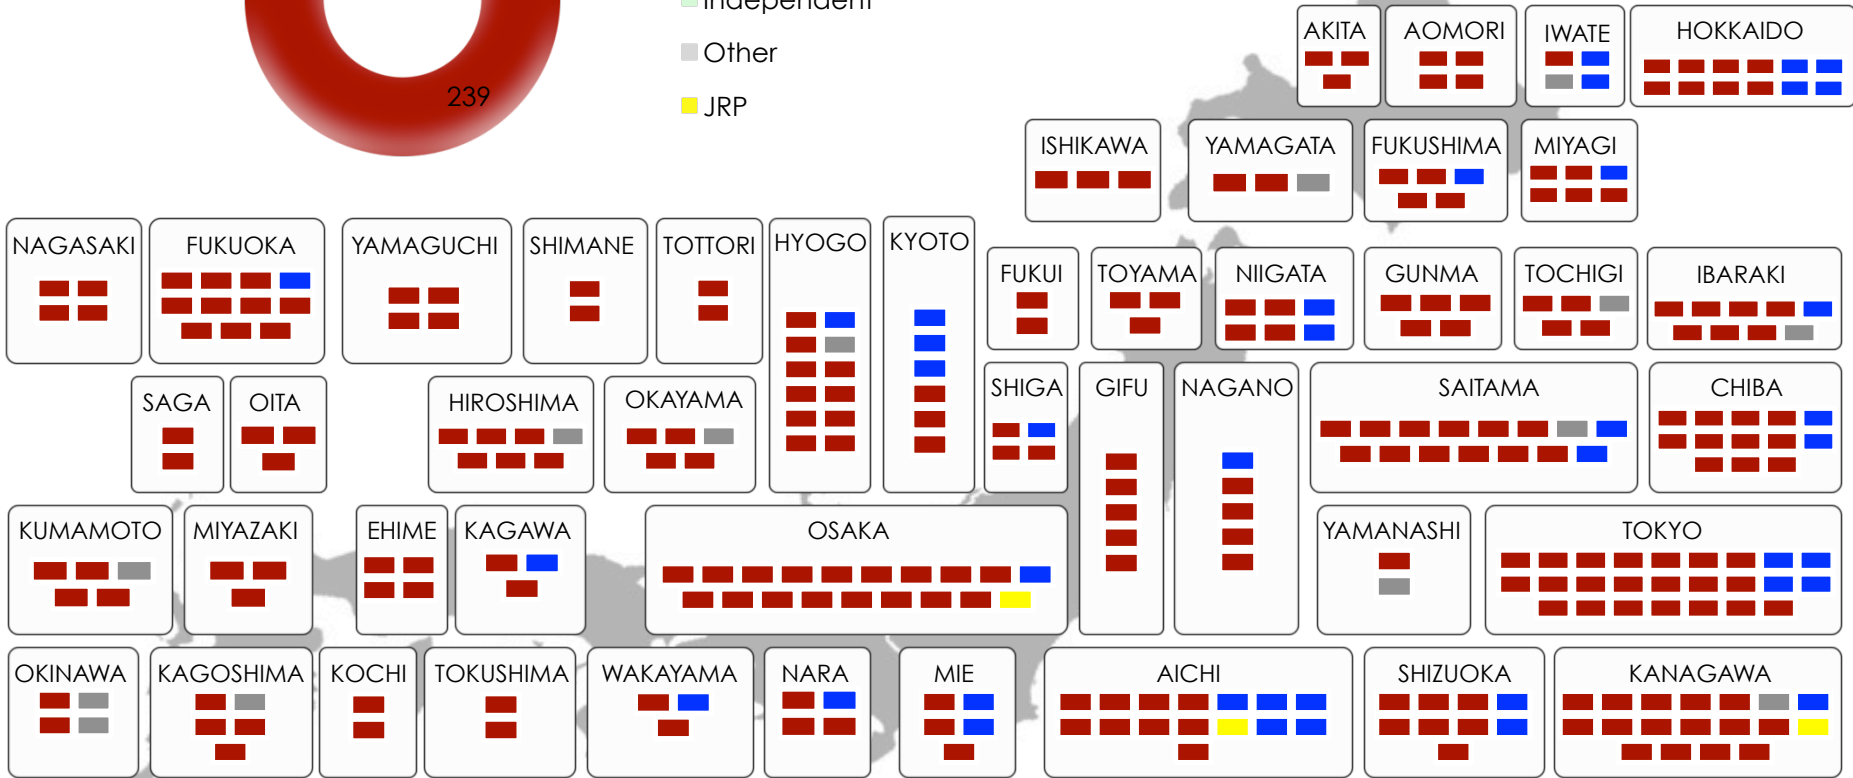 Independent
Other
JRP
239
AKITA
AOMORI
IWATE
HOKKAIDO
ISHIKAWA
YAMAGATA
FUKUSHIMA
MIYAGI
NAGASAKI
FUKUOKA
YAMAGUCHI
SHIMANE
TOTTORI
HYOGO
KYOTO
FUKUI
TOYAMA
NIIGATA
GUNMA
TOCHIGI
IBARAKI
SAGA
OITA
HIROSHIMA
OKAYAMA
SHIGA
GIFU
NAGANO
SAITAMA
CHIBA
KUMAMOTO
MIYAZAKI
EHIME
KAGAWA
OSAKA
YAMANASHI
TOKYO
OKINAWA
KAGOSHIMA
KOCHI
TOKUSHIMA
WAKAYAMA
NARA
MIE
AICHI
SHIZUOKA
KANAGAWA